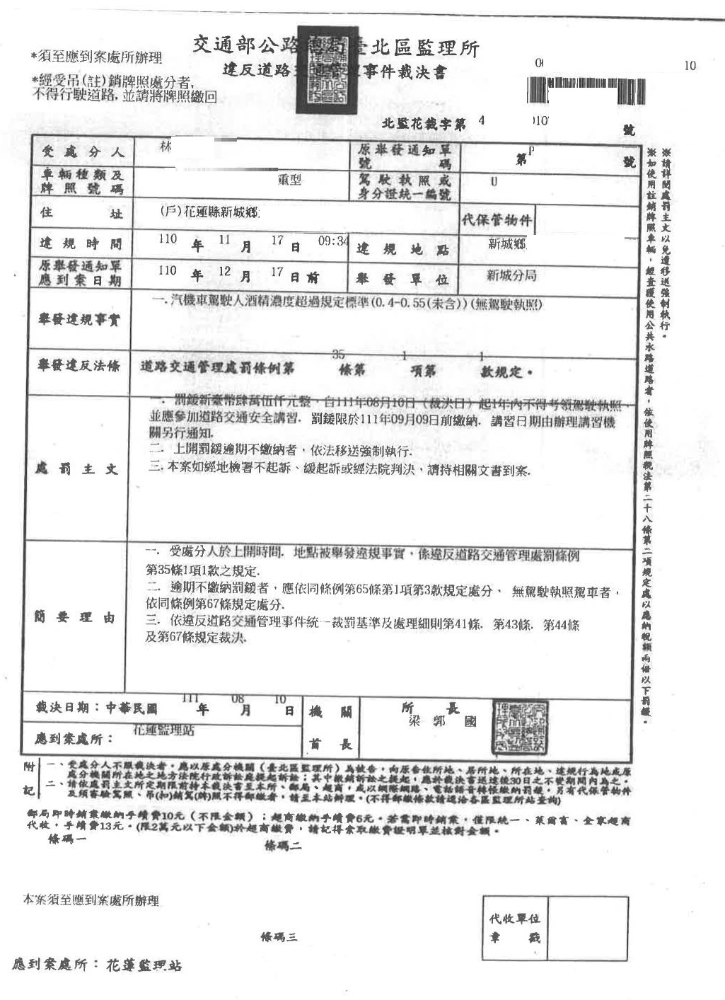 交通部公路總局臺北區監理所
*須至應到案處所辦理
違反道路交通管理事件裁決書
10
*經受吊(註)銷牌照處分者,
不得行駛道路, 並請將牌照繳回
北監花裁字第 4 010 號
受處分人 林
原舉發通知單號碼 第P 號
車輛種類及牌照號碼 重型
駕駛執照或身分證統一編號 U
住址 (戶)花蓮縣新城鄉
代保管物件
違規時間 110 年 11 月 17 日 09:34
違規地點 新城鄉
原舉發通知單應到案日期 110 年 12 月 17 日前
舉發單位 新城分局
舉發違規事實 一.汽機車駕駛人酒精濃度超過規定標準(0.4-0.55(未含))(無駕駛執照)
舉發違反法條 道路交通管理處罰條例第 35 條第 1 項第 1 款規定。
處罰主文
一. 罰鍰新臺幣肆萬伍仟元整, 自111年08月10日 (裁決日) 起1年內不得考領駕駛執照,
並應參加道路交通安全講習. 罰鍰限於111年09月09日前繳納. 講習日期由辦理講習機
關另行通知.
二. 上開罰鍰逾期不繳納者, 依法移送強制執行.
三.本案如經地檢署不起訴、緩起訴或經法院判決, 請持相關文書到案.
簡要理由
一. 受處分人於上開時間. 地點被舉發違規事實, 係違反道路交通管理處罰條例
第35條1項1款之規定.
二. 逾期不繳納罰鍰者, 應依同條例第65條第1項第3款規定處分, 無駕駛執照駕車者,
依同條例第67條規定處分.
三. 依違反道路交通管理事件統一裁罰基準及處理細則第41條. 第43條. 第44條
及第67條規定裁決.
裁決日期：中華民國 111 年 08 月 10 日
機關首長
所長
梁郭國
應到案處所： 花蓮監理站
※請詳閱處罰主文以免遭移送強制執行。
※如使用註銷牌照車輛，經查獲使用公共水陸道路者，依使用牌照稅法第二十八條第二項規定處以應納稅額兩倍以下罰鍰。
附記
一、受處分人不服裁決者，應以原處分機關（臺北區監理所）為被告，向原告住所地、居所地、所在地、違規行為地或原
處分機關所在地之地方法院行政訴訟庭提起訴訟；其中撤銷訴訟之提起，應於裁決書送達後30日之不變期間內為之。
二、請依處罰主文所定期限前持本裁決書至本所、郵局、超商，或以網際網路、電話語音轉帳繳納罰鍰。另有代保管物件
及須審驗駕照、吊(扣)銷駕(牌)照不得郵繳者，請至本站辦理。(不得郵繳條款請逕洽各區監理所站查詢)
郵局即時銷案繳納手續費10元（不限金額）；超商繳納手續費6元。若需即時銷案，僅限統一、萊爾富、全家超商
代收，手續費13元。(限2萬元以下金額)於超商繳費，請記得索取繳費證明單並核對金額。
條碼一
條碼二
本案須至應到案處所辦理
代收單位
章戳
條碼三
應到案處所：花蓮監理站